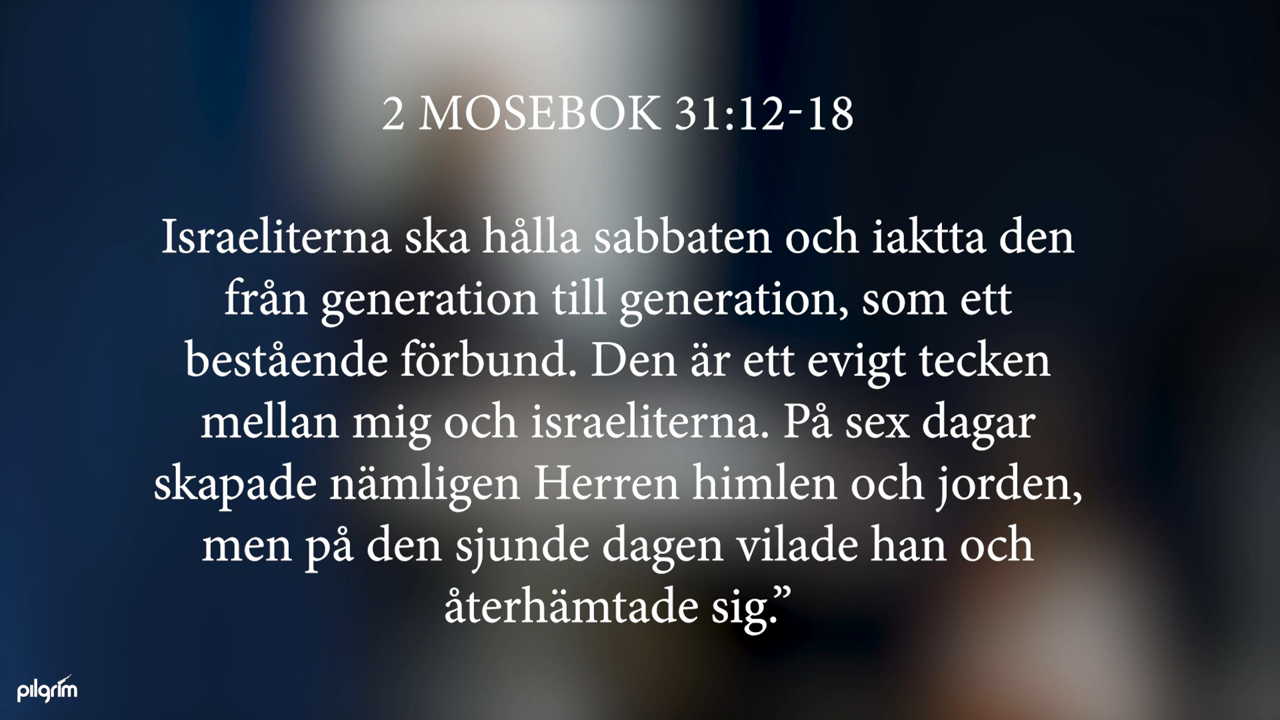 2 MOSEBOK 31:12-18
Israeliterna ska hålla sabbaten och iaktta den
från generation till generation, som ett
bestående förbund. Den är ett evigt tecken
mellan mig och israeliterna. På sex dagar
skapade nämligen Herren himlen och jorden,
men på den sjunde dagen vilade han och
återhämtade sig.”
pilgrim